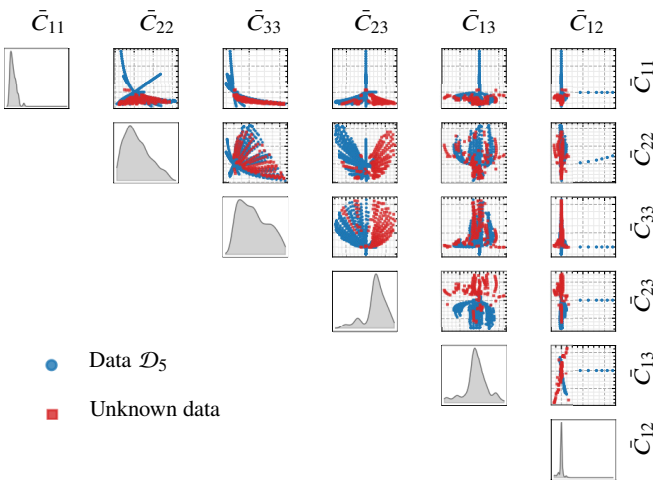 C̄₁₁ C̄₂₂ C̄₃₃ C̄₂₃ C̄₁₃ C̄₁₂
C̄₁₁
C̄₂₂
C̄₃₃
C̄₂₃
Data 𝒟₅
C̄₁₃
Unknown data
C̄₁₂